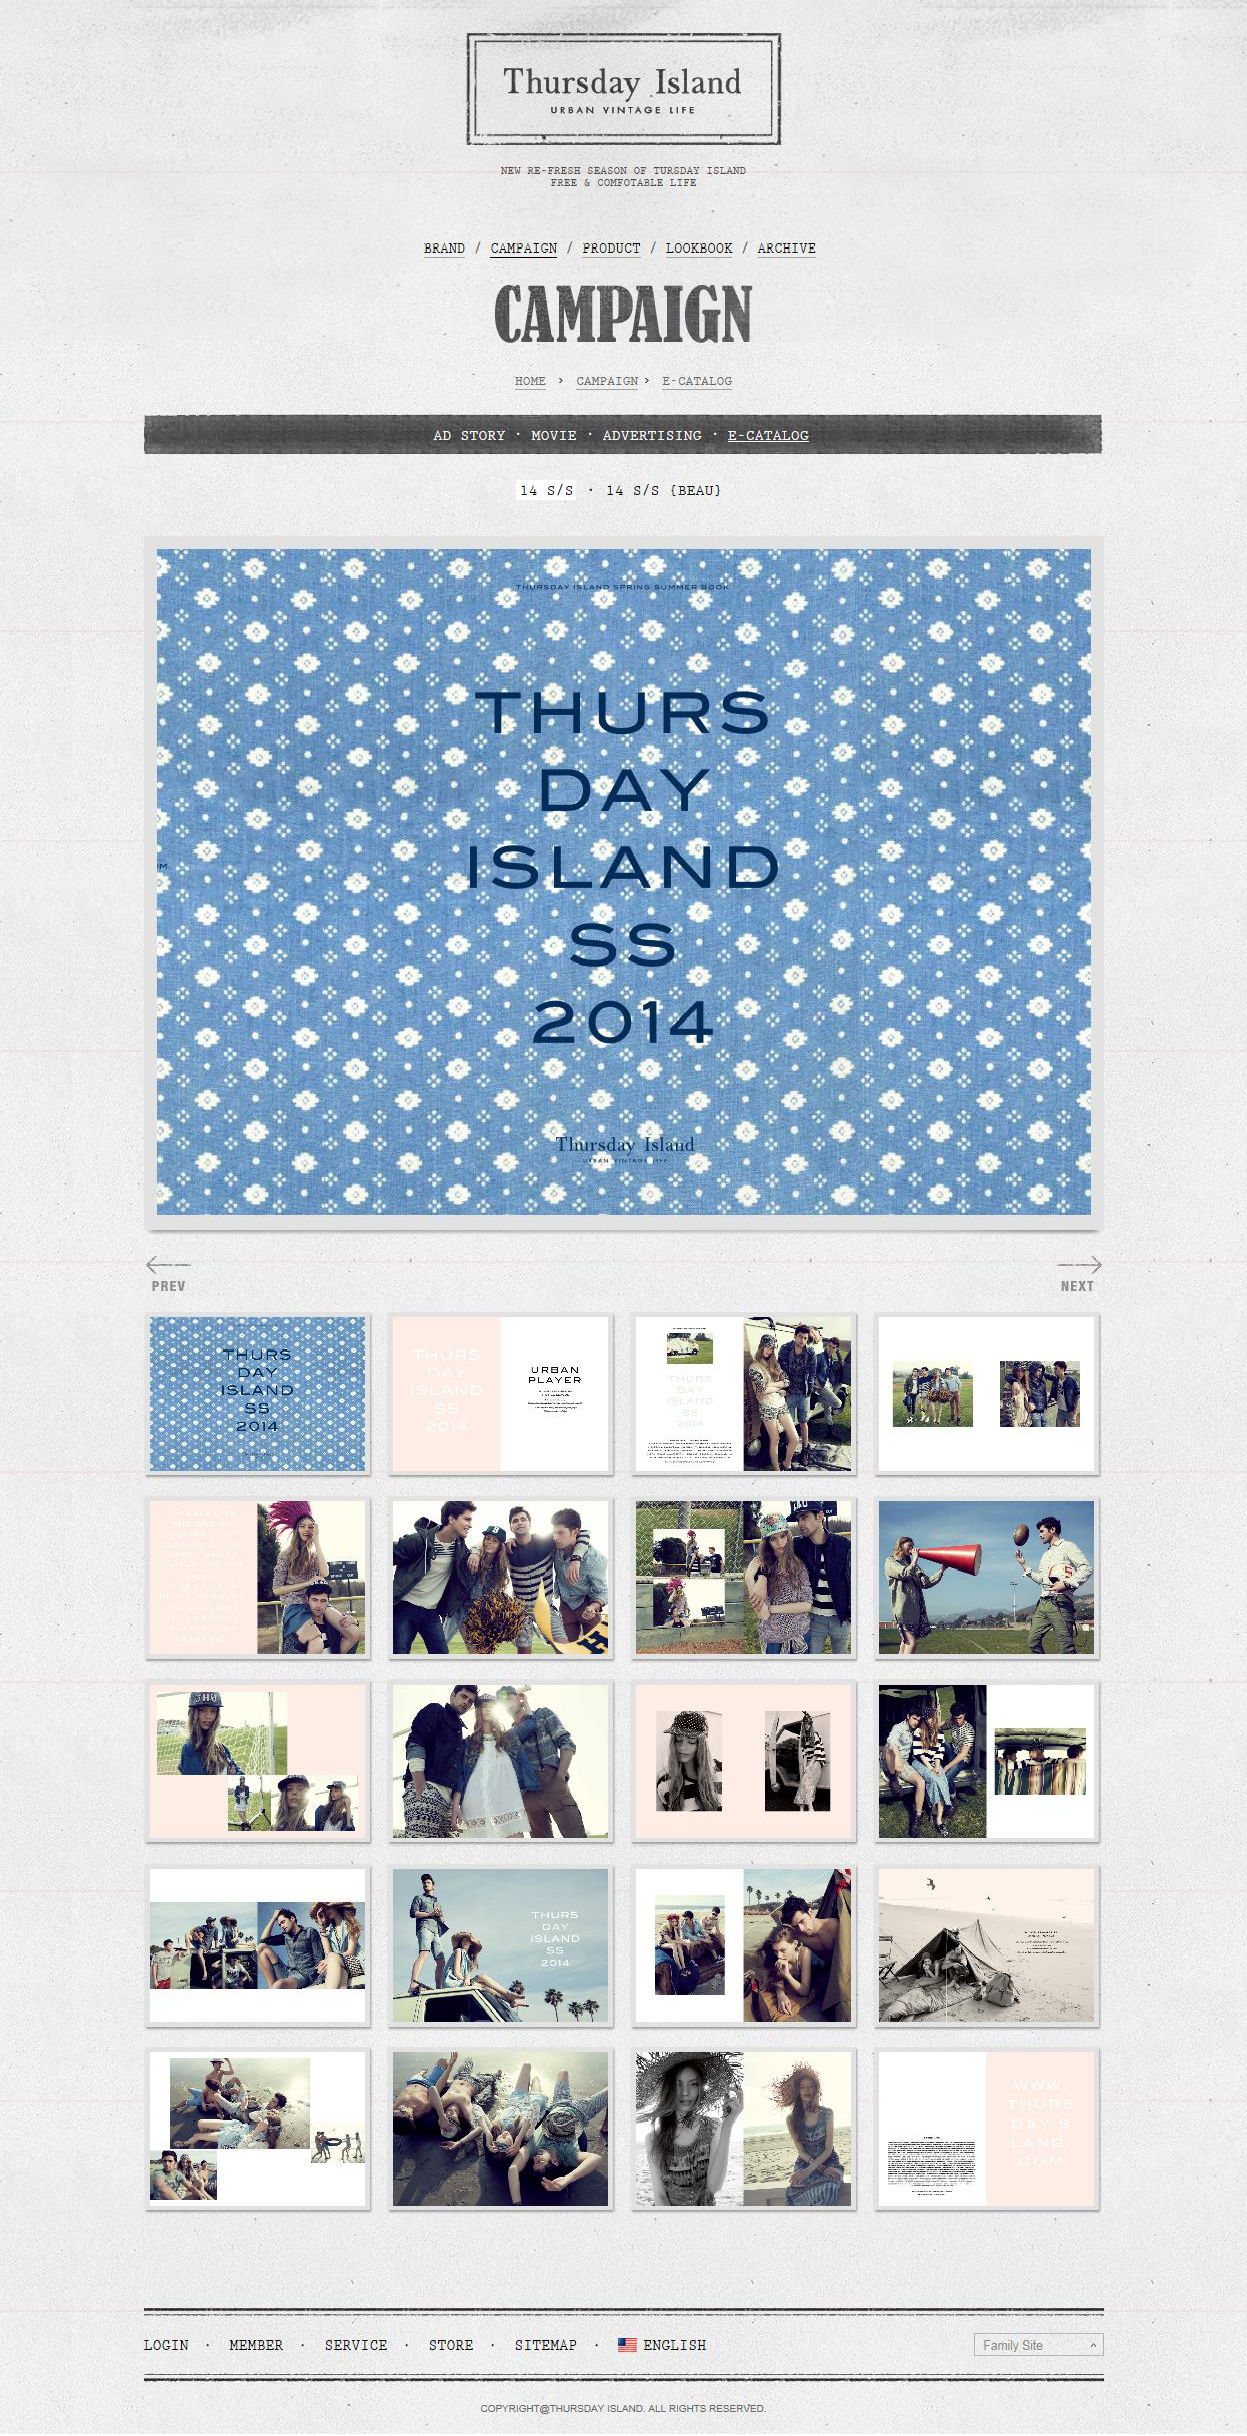 Thursday Island
URBAN VINTAGE LIFE
NEW RE-FRESH SEASON OF TURSDAY ISLAND
FREE & COMFOTABLE LIFE
BRAND / CAMPAIGN / PRODUCT / LOOKBOOK / ARCHIVE
CAMPAIGN
HOME > CAMPAIGN > E-CATALOG
AD STORY · MOVIE · ADVERTISING · E-CATALOG
14 S/S · 14 S/S {BEAU}
THURSDAY ISLAND SPRING SUMMER BOOK
THURS
DAY
ISLAND
SS
2014
Thursday Island
URBAN VINTAGE LIFE
PREV
NEXT
THURS
DAY
ISLAND
SS
2014
THURS
DAY
ISLAND
SS
2014
URBAN
PLAYER
THURS
DAY
ISLAND
SS
2014
THURS
DAY
ISLAND
SS
2014
WWW.
THURS
DAYIS
LAND
.COM
LOGIN · MEMBER · SERVICE · STORE · SITEMAP · ENGLISH
Family Site
COPYRIGHT@THURSDAY ISLAND. ALL RIGHTS RESERVED.